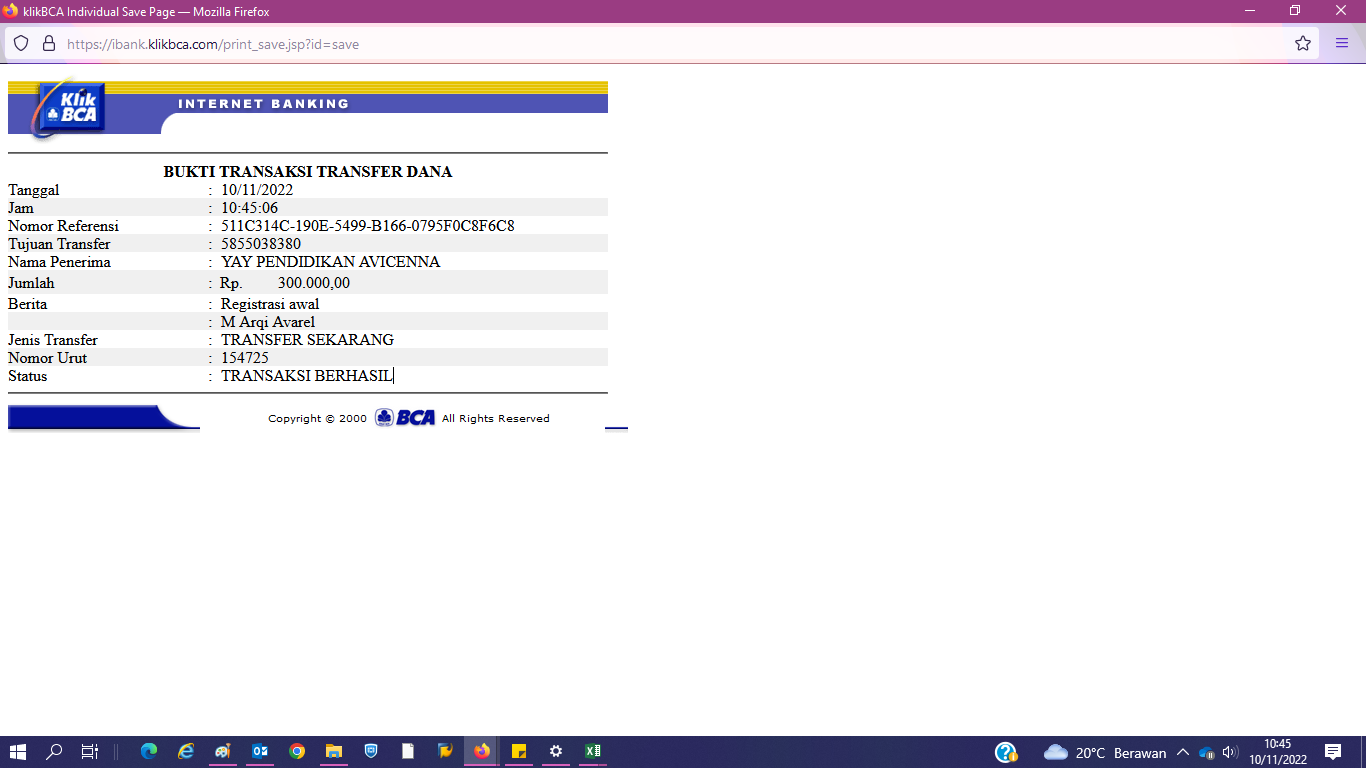 klikBCA Individual Save Page — Mozilla Firefox
https://ibank.klikbca.com/print_save.jsp?id=save
Klik
BCA
INTERNET BANKING
BUKTI TRANSAKSI TRANSFER DANA
Tanggal : 10/11/2022
Jam : 10:45:06
Nomor Referensi : 511C314C-190E-5499-B166-0795F0C8F6C8
Tujuan Transfer : 5855038380
Nama Penerima : YAY PENDIDIKAN AVICENNA
Jumlah : Rp. 300.000,00
Berita : Registrasi awal
: M Arqi Avarel
Jenis Transfer : TRANSFER SEKARANG
Nomor Urut : 154725
Status : TRANSAKSI BERHASIL
Copyright © 2000 BCA All Rights Reserved
20°C Berawan
10:45
10/11/2022